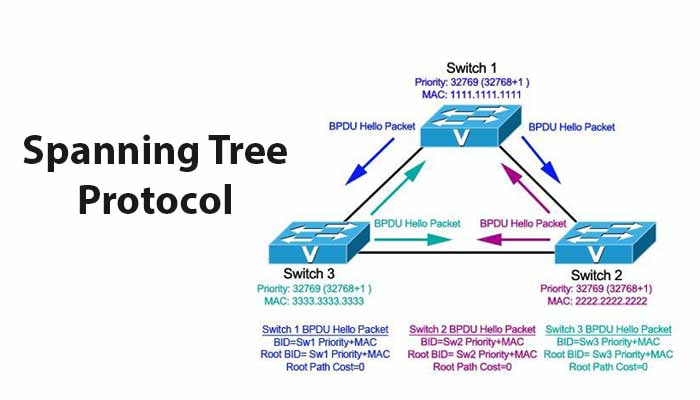 Spanning Tree
Protocol
Switch 1
Priority: 32769 (32768+1 )
MAC: 1111.1111.1111
BPDU Hello Packet
BPDU Hello Packet
V
BPDU Hello Packet
BPDU Hello Packet
V
V
Switch 3
Priority: 32769 (32768+1 )
MAC: 3333.3333.3333
Switch 2
Priority: 32769 (32768+1)
MAC: 2222.2222.2222
Switch 1 BPDU Hello Packet
BID=Sw1 Priority+MAC
Root BID= Sw1 Priority+MAC
Root Path Cost=0
Switch 2 BPDU Hello Packet
BID=Sw2 Priority+MAC
Root BID= Sw2 Priority+MAC
Root Path Cost=0
Switch 3 BPDU Hello Packet
BID=Sw3 Priority+MAC
Root BID= Sw3 Priority+MAC
Root Path Cost=0